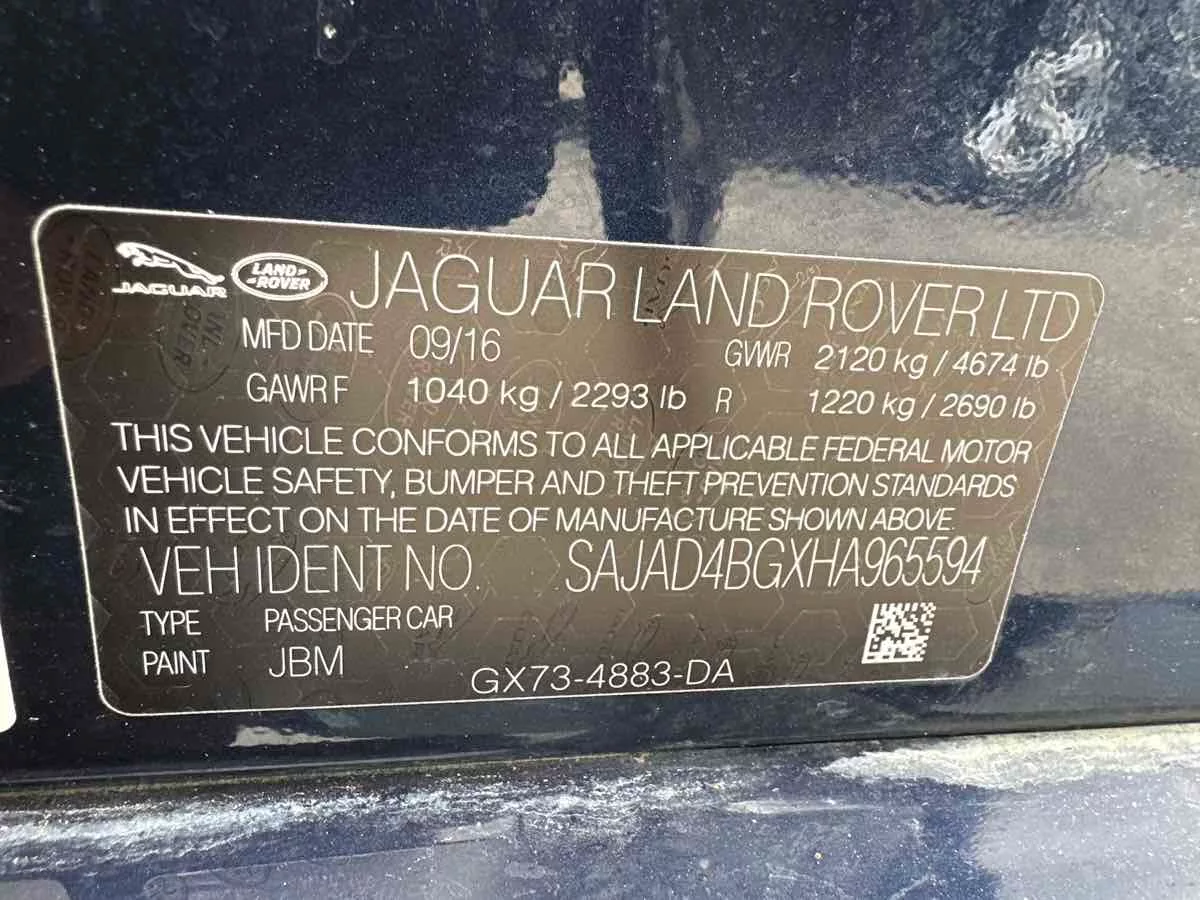 JAGUAR LAND-ROVER JAGUAR LAND ROVER LTD
MFD DATE 09/16 GVWR 2120 kg / 4674 lb
GAWR F 1040 kg / 2293 lb R 1220 kg / 2690 lb
THIS VEHICLE CONFORMS TO ALL APPLICABLE FEDERAL MOTOR
VEHICLE SAFETY, BUMPER AND THEFT PREVENTION STANDARDS
IN EFFECT ON THE DATE OF MANUFACTURE SHOWN ABOVE.
VEH IDENT NO. SAJAD4BGXHA965594
TYPE PASSENGER CAR
PAINT JBM
GX73-4883-DA